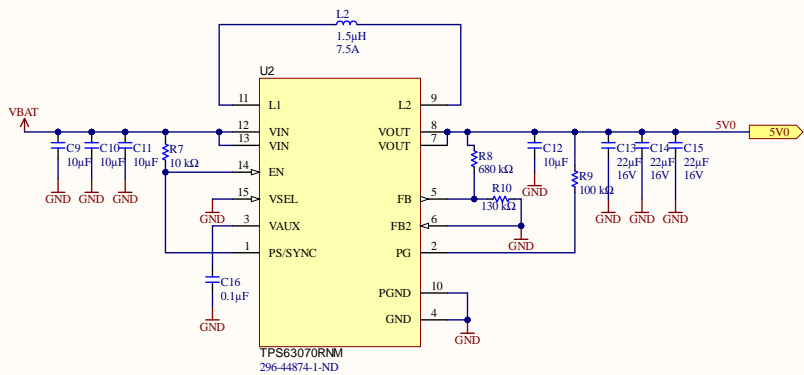 L2
1.5µH
7.5A
U2
11
L1
L2
9
VBAT
12
VIN
VOUT
8
13
VIN
VOUT
7
5V0
5V0
C9
10µF
C10
10µF
C11
10µF
R7
10 kΩ
R8
680 kΩ
C12
10µF
R9
100 kΩ
C13
22µF
16V
C14
22µF
16V
C15
22µF
16V
14
EN
GND
GND
GND
15
VSEL
FB
5
R10
130 kΩ
GND
GND
GND
GND
GND
3
VAUX
FB2
6
GND
1
PS/SYNC
PG
2
C16
0.1µF
PGND
10
GND
4
GND
GND
TPS63070RNM
296-44874-1-ND